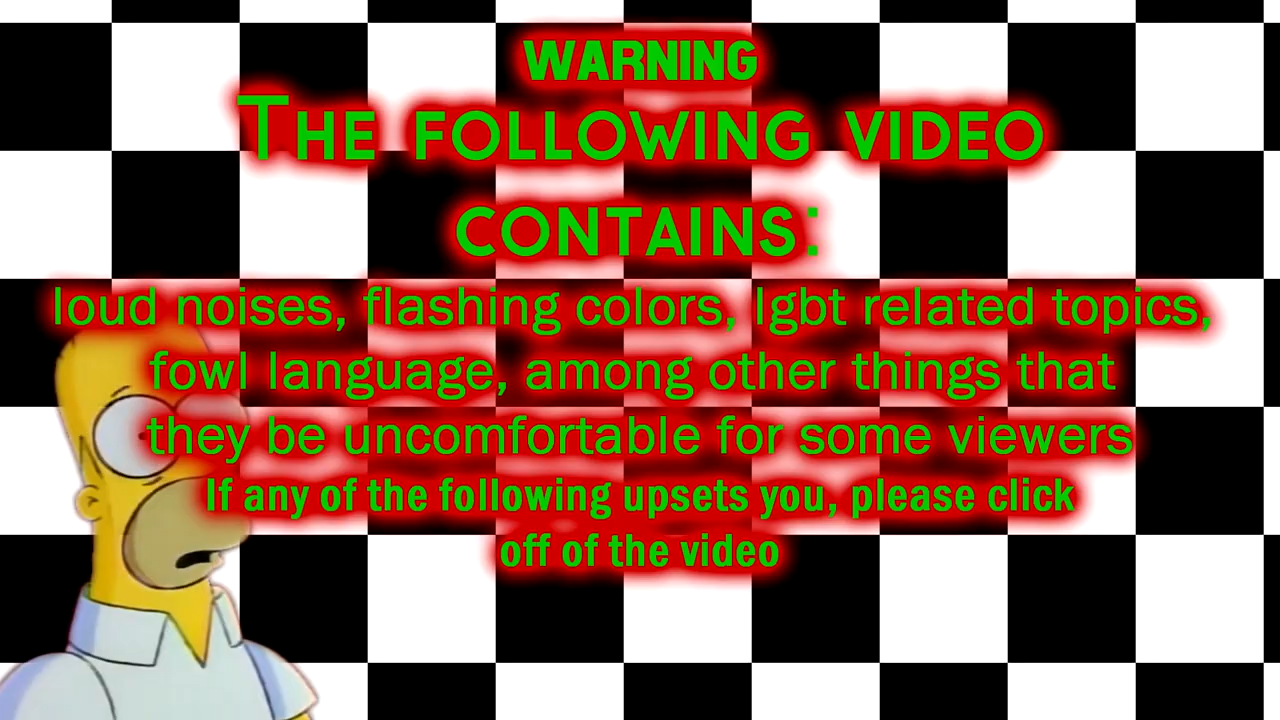 WARNING
THE FOLLOWING VIDEO
CONTAINS:
loud noises, flashing colors, lgbt related topics,
fowl language, among other things that
they be uncomfortable for some viewers
If any of the following upsets you, please click
off of the video